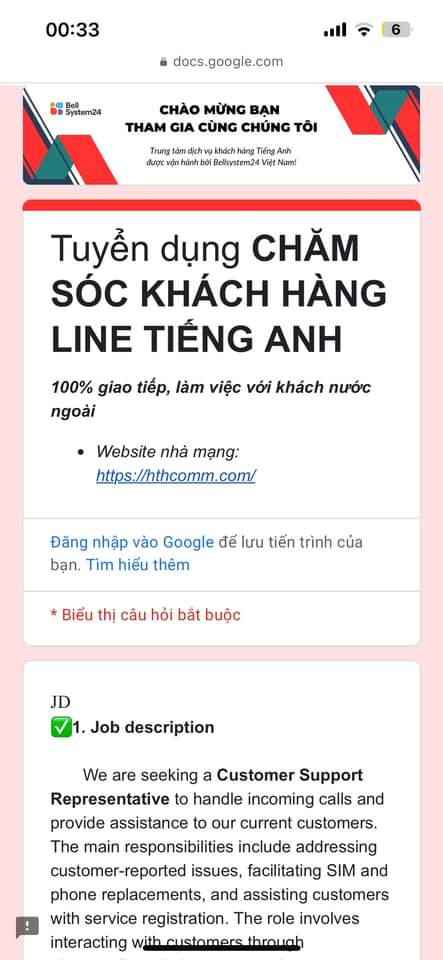 00:33
6
docs.google.com
Bell
System24
CHÀO MỪNG BẠN
THAM GIA CÙNG CHÚNG TÔI
Trung tâm dịch vụ khách hàng Tiếng Anh
được vận hành bởi Bellsystem24 Việt Nam!
Tuyển dụng CHĂM
SÓC KHÁCH HÀNG
LINE TIẾNG ANH
100% giao tiếp, làm việc với khách nước
ngoài
• Website nhà mạng:
https://hthcomm.com/
Đăng nhập vào Google để lưu tiến trình của
bạn. Tìm hiểu thêm
* Biểu thị câu hỏi bắt buộc
JD
✅1. Job description
We are seeking a Customer Support
Representative to handle incoming calls and
provide assistance to our current customers.
The main responsibilities include addressing
customer-reported issues, facilitating SIM and
phone replacements, and assisting customers
with service registration. The role involves
interacting with customers through